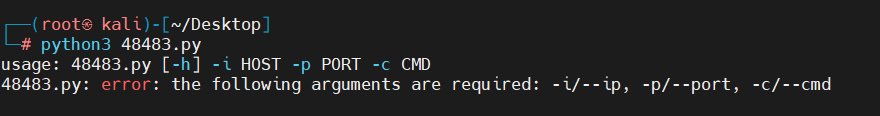 ┌──(root㉿ kali)-[~/Desktop]
└─# python3 48483.py
usage: 48483.py [-h] -i HOST -p PORT -c CMD
48483.py: error: the following arguments are required: -i/--ip, -p/--port, -c/--cmd